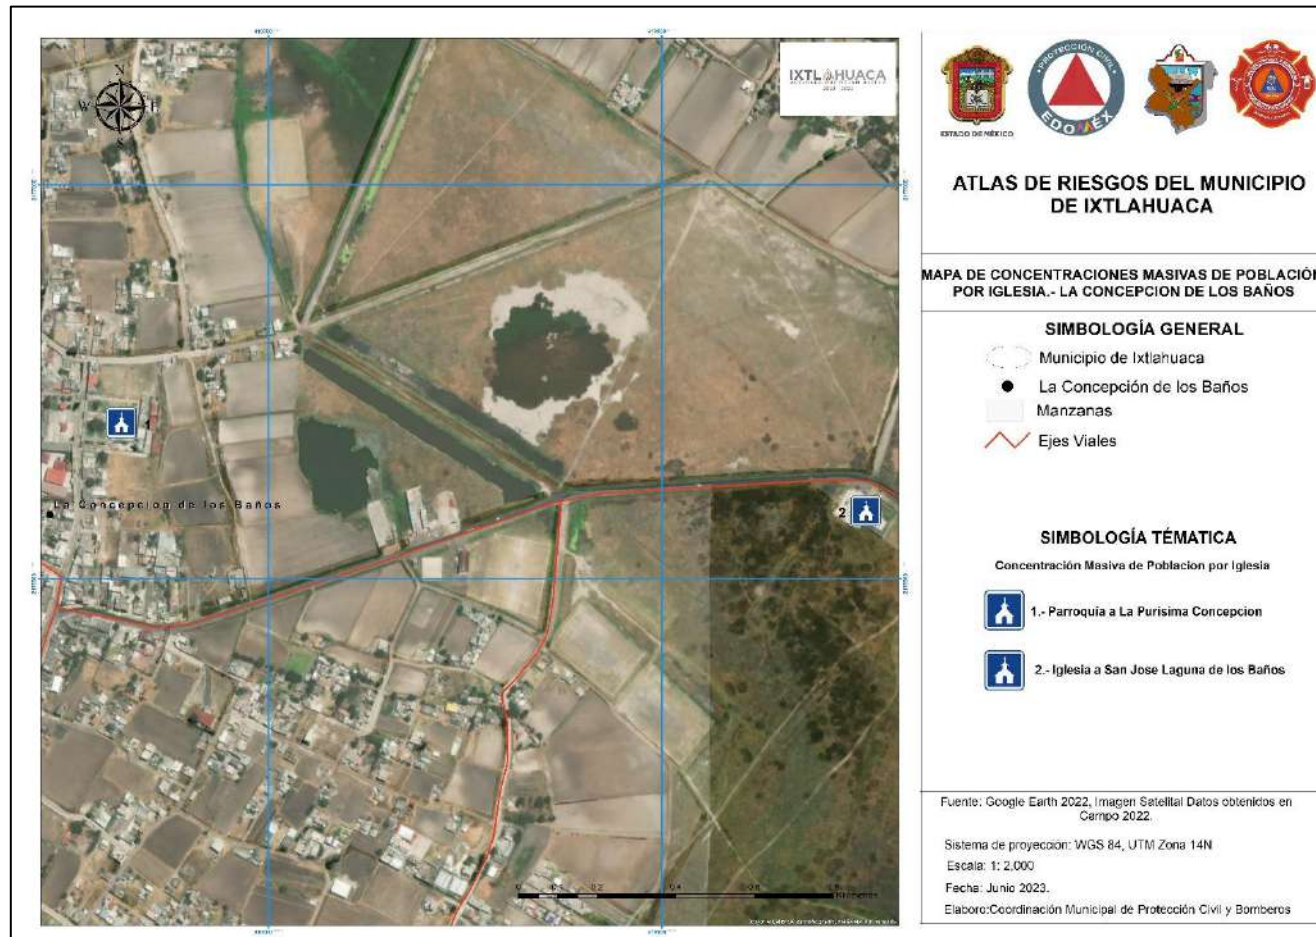 N
W E
S
IXTLAHUACA
ESTADO DE MÉXICO
PROTECCIÓN CIVIL
EDOMÉX
ATLAS DE RIESGOS DEL MUNICIPIO
DE IXTLAHUACA
MAPA DE CONCENTRACIONES MASIVAS DE POBLACIÓN
POR IGLESIA.- LA CONCEPCION DE LOS BAÑOS
SIMBOLOGÍA GENERAL
Municipio de Ixtlahuaca
La Concepción de los Baños
Manzanas
Ejes Viales
1
La Concepcion de los Baños
2
SIMBOLOGÍA TÉMATICA
Concentración Masiva de Poblacion por Iglesia
1.- Parroquia a La Purisima Concepcion
2.- Iglesia a San Jose Laguna de los Baños
Fuente: Google Earth 2022, Imagen Satelital Datos obtenidos en
Campo 2022.
Sistema de proyección: WGS 84, UTM Zona 14N
Escala: 1: 2,000
Fecha: Junio 2023.
Elaboro:Coordinación Municipal de Protección Civil y Bomberos